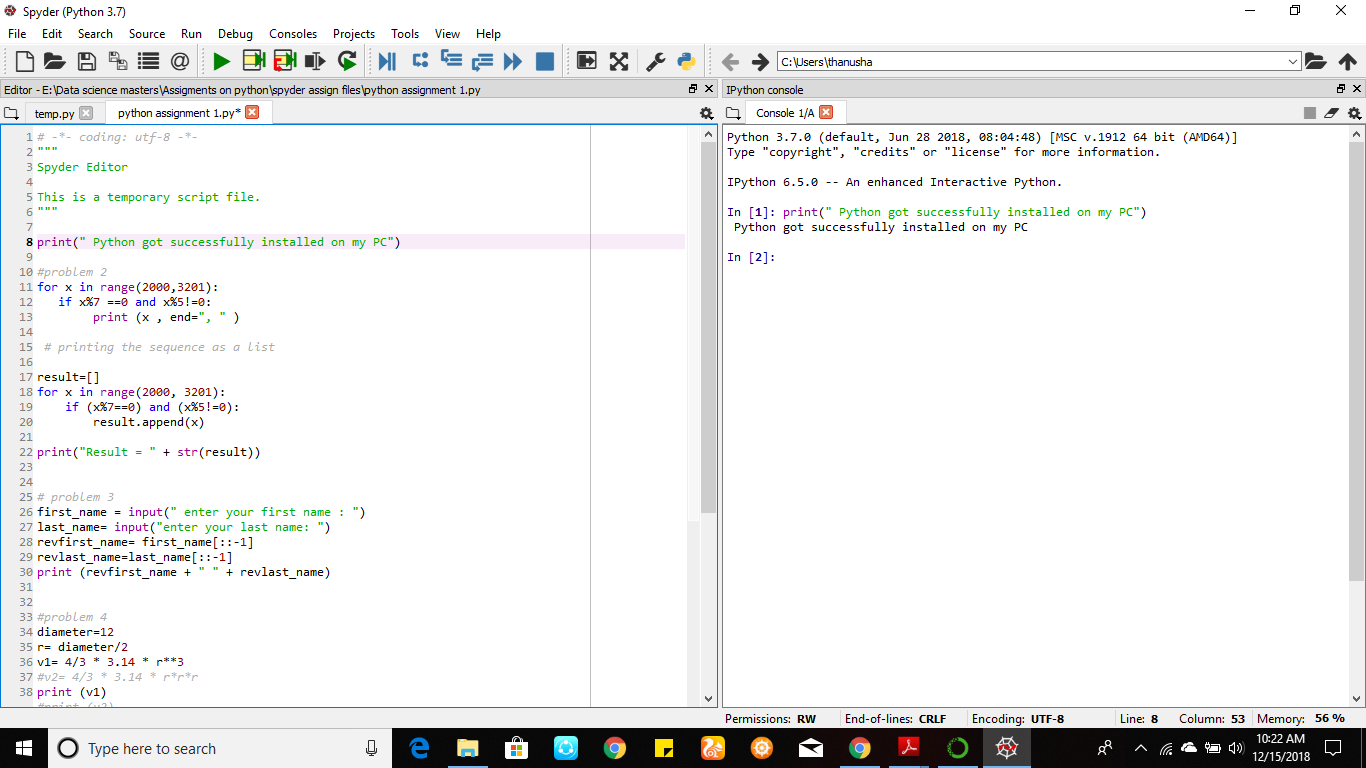 Spyder (Python 3.7)
File Edit Search Source Run Debug Consoles Projects Tools View Help
C:\Users\thanusha
Editor - E:\Data science masters\Assigments on python\spyder assign files\python assignment 1.py
temp.py python assignment 1.py*
1 # -*- coding: utf-8 -*-
2 """
3 Spyder Editor
4
5 This is a temporary script file.
6 """
7
8 print(" Python got successfully installed on my PC")
9
10 #problem 2
11 for x in range(2000,3201):
12    if x%7 ==0 and x%5!=0:
13         print (x , end=", " )
14
15  # printing the sequence as a list
16
17 result=[]
18 for x in range(2000, 3201):
19     if (x%7==0) and (x%5!=0):
20         result.append(x)
21
22 print("Result = " + str(result))
23
24
25 # problem 3
26 first_name = input(" enter your first name : ")
27 last_name= input("enter your last name: ")
28 revfirst_name= first_name[::-1]
29 revlast_name=last_name[::-1]
30 print (revfirst_name + " " + revlast_name)
31
32
33 #problem 4
34 diameter=12
35 r= diameter/2
36 v1= 4/3 * 3.14 * r**3
37 #v2= 4/3 * 3.14 * r*r*r
38 print (v1)
#print (v2)
IPython console
Console 1/A
Python 3.7.0 (default, Jun 28 2018, 08:04:48) [MSC v.1912 64 bit (AMD64)]
Type "copyright", "credits" or "license" for more information.
IPython 6.5.0 -- An enhanced Interactive Python.
In [1]: print(" Python got successfully installed on my PC")
 Python got successfully installed on my PC
In [2]:
Permissions: RW End-of-lines: CRLF Encoding: UTF-8 Line: 8 Column: 53 Memory: 56 %
Type here to search
10:22 AM
12/15/2018